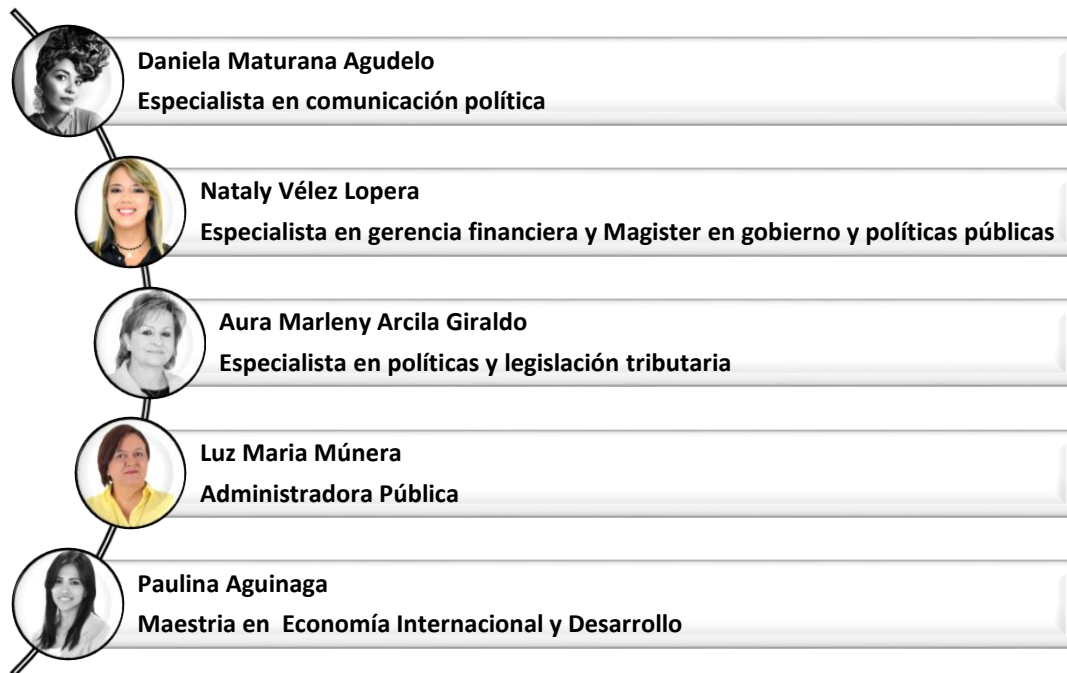 Daniela Maturana Agudelo
Especialista en comunicación política
Nataly Vélez Lopera
Especialista en gerencia financiera y Magister en gobierno y políticas públicas
Aura Marleny Arcila Giraldo
Especialista en políticas y legislación tributaria
Luz Maria Múnera
Administradora Pública
Paulina Aguinaga
Maestria en Economía Internacional y Desarrollo